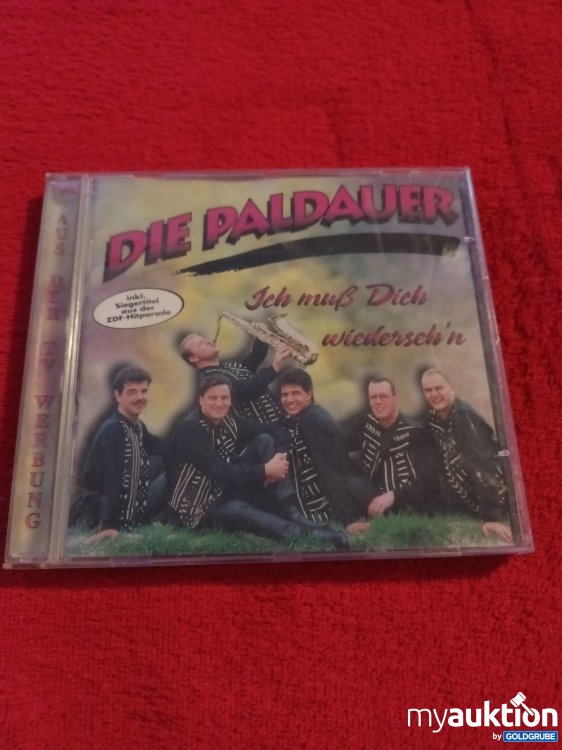 DIE PALDAUER
inkl.
Siegertitel
aus der
ZDF-Hitparade
Ich muß Dich
wiederseh'n
AUS DER TV WERBUNG
myauktion
by GOLDGRUBE